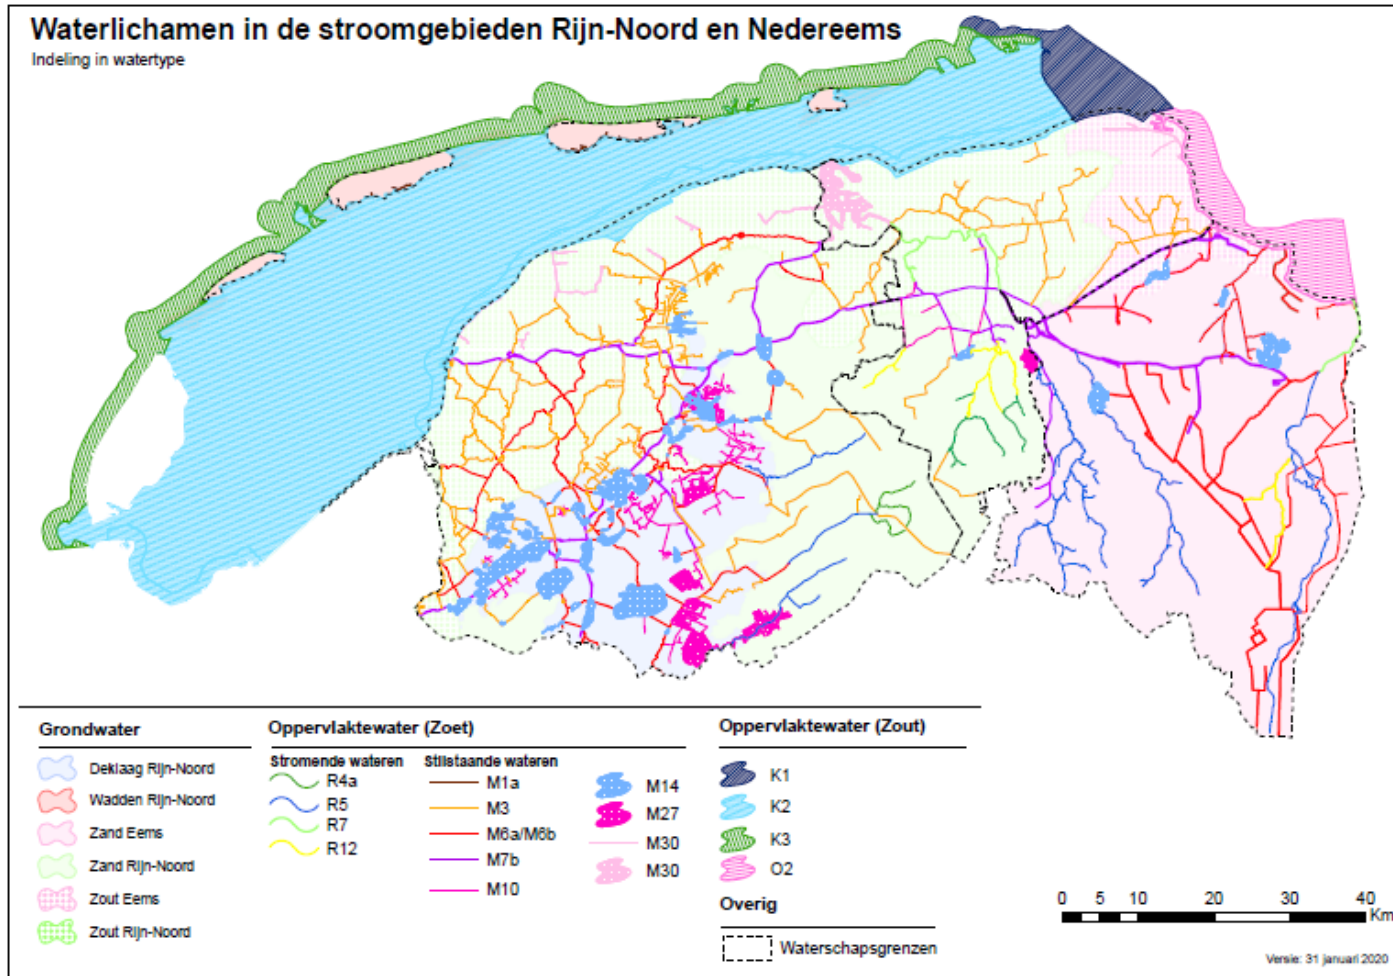 Waterlichamen in de stroomgebieden Rijn-Noord en Nedereems
Indeling in watertype
Grondwater
Deklaag Rijn-Noord
Wadden Rijn-Noord
Zand Eems
Zand Rijn-Noord
Zout Eems
Zout Rijn-Noord
Oppervlaktewater (Zoet)
Stromende wateren
R4a
R5
R7
R12
Stilstaande wateren
M1a
M3
M6a/M6b
M7b
M10
M14
M27
M30
M30
Oppervlaktewater (Zout)
K1
K2
K3
O2
Overig
Waterschapsgrenzen
0 5 10 20 30 40
Km
Versie: 31 januari 2020